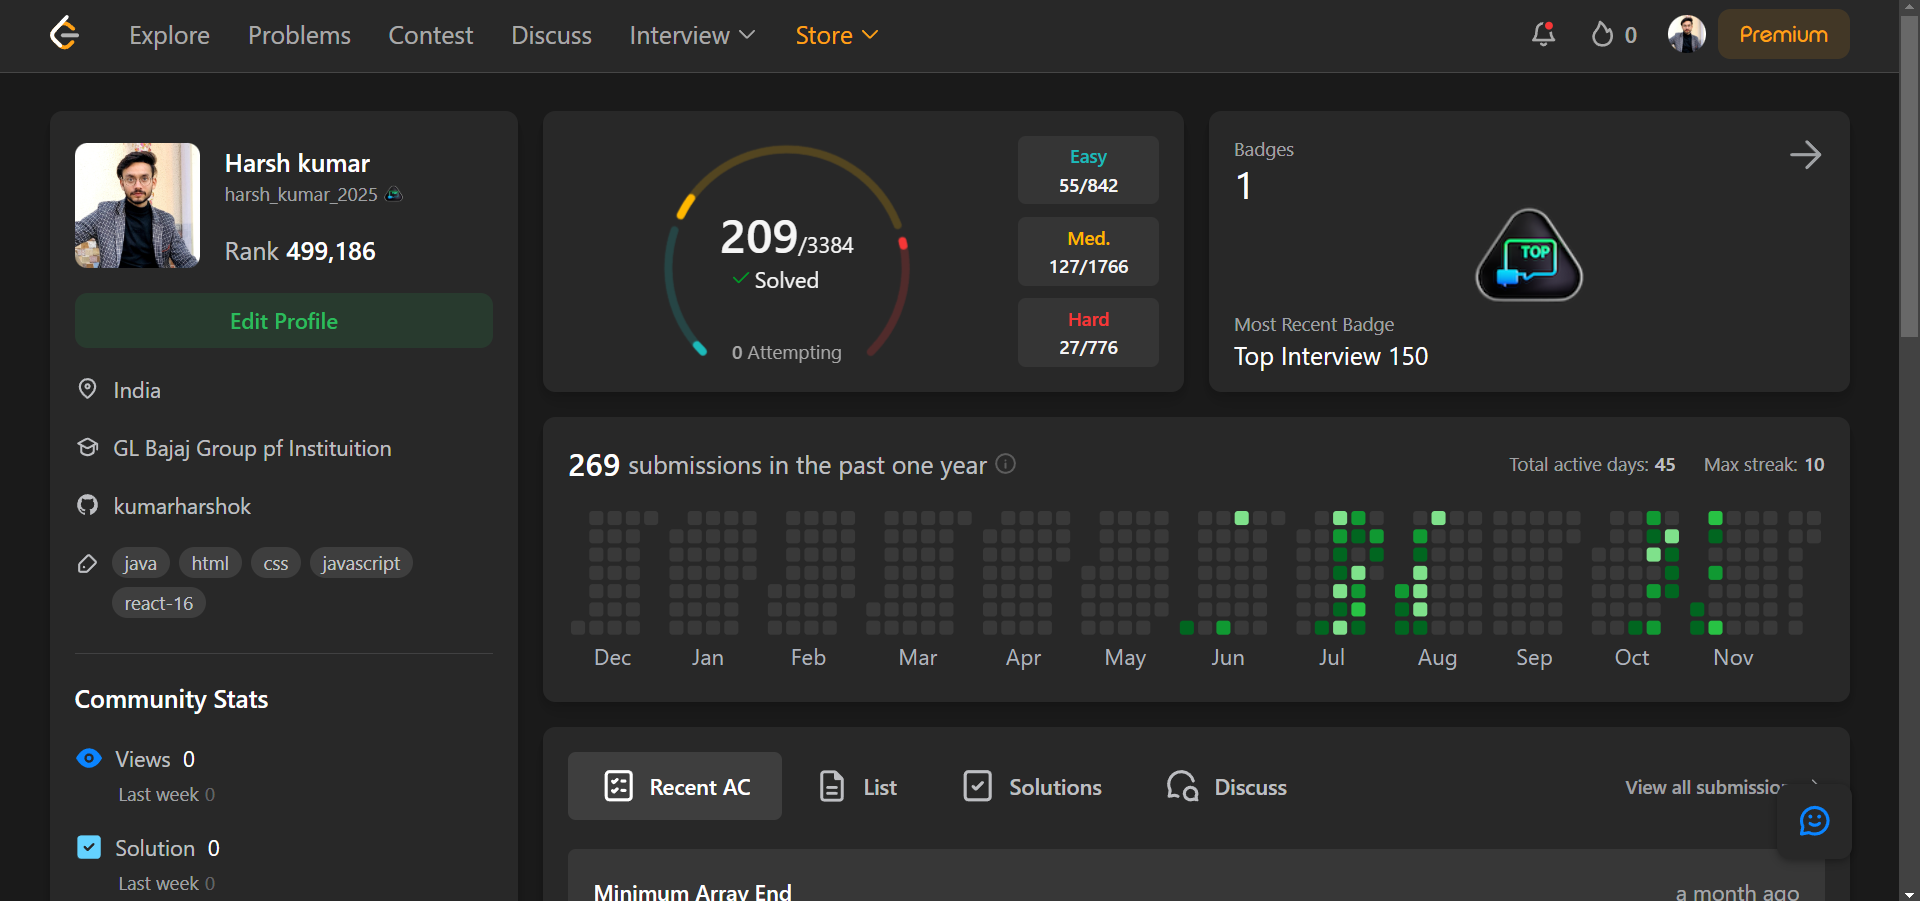 Explore Problems Contest Discuss Interview Store 0 Premium
Harsh kumar
harsh_kumar_2025
Rank 499,186
Edit Profile
India
GL Bajaj Group pf Instituition
kumarharshok
java html css javascript
react-16
Community Stats
Views 0
Last week 0
Solution 0
Last week 0
209/3384
Solved
0 Attempting
Easy
55/842
Med.
127/1766
Hard
27/776
Badges
1
TOP
Most Recent Badge
Top Interview 150
269 submissions in the past one year
Total active days: 45 Max streak: 10
Dec Jan Feb Mar Apr May Jun Jul Aug Sep Oct Nov
Recent AC List Solutions Discuss View all submission
Minimum Array End a month ago